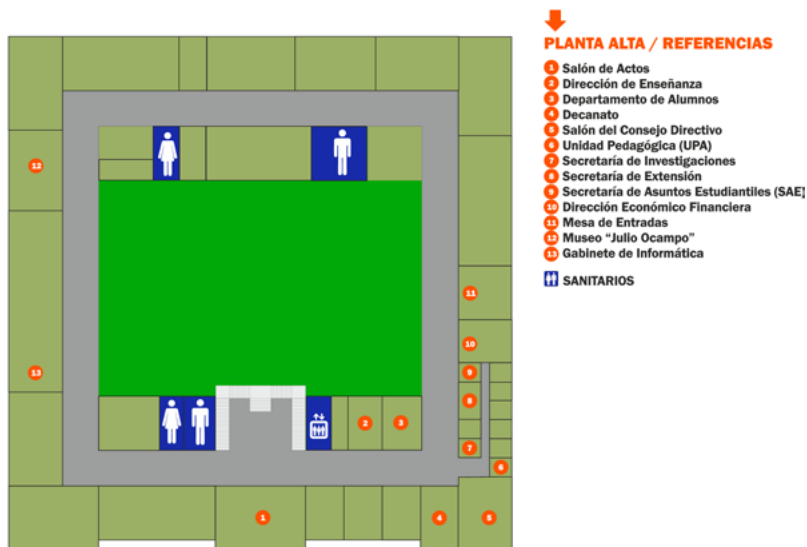 PLANTA ALTA / REFERENCIAS
1 Salón de Actos
2 Dirección de Enseñanza
3 Departamento de Alumnos
4 Decanato
5 Salón del Consejo Directivo
6 Unidad Pedagógica (UPA)
7 Secretaría de Investigaciones
8 Secretaría de Extensión
9 Secretaría de Asuntos Estudiantiles (SAE)
10 Dirección Económico Financiera
11 Mesa de Entradas
12 Museo “Julio Ocampo”
13 Gabinete de Informática
SANITARIOS
12
11
10
13
9
8
2
3
7
6
1
4
5